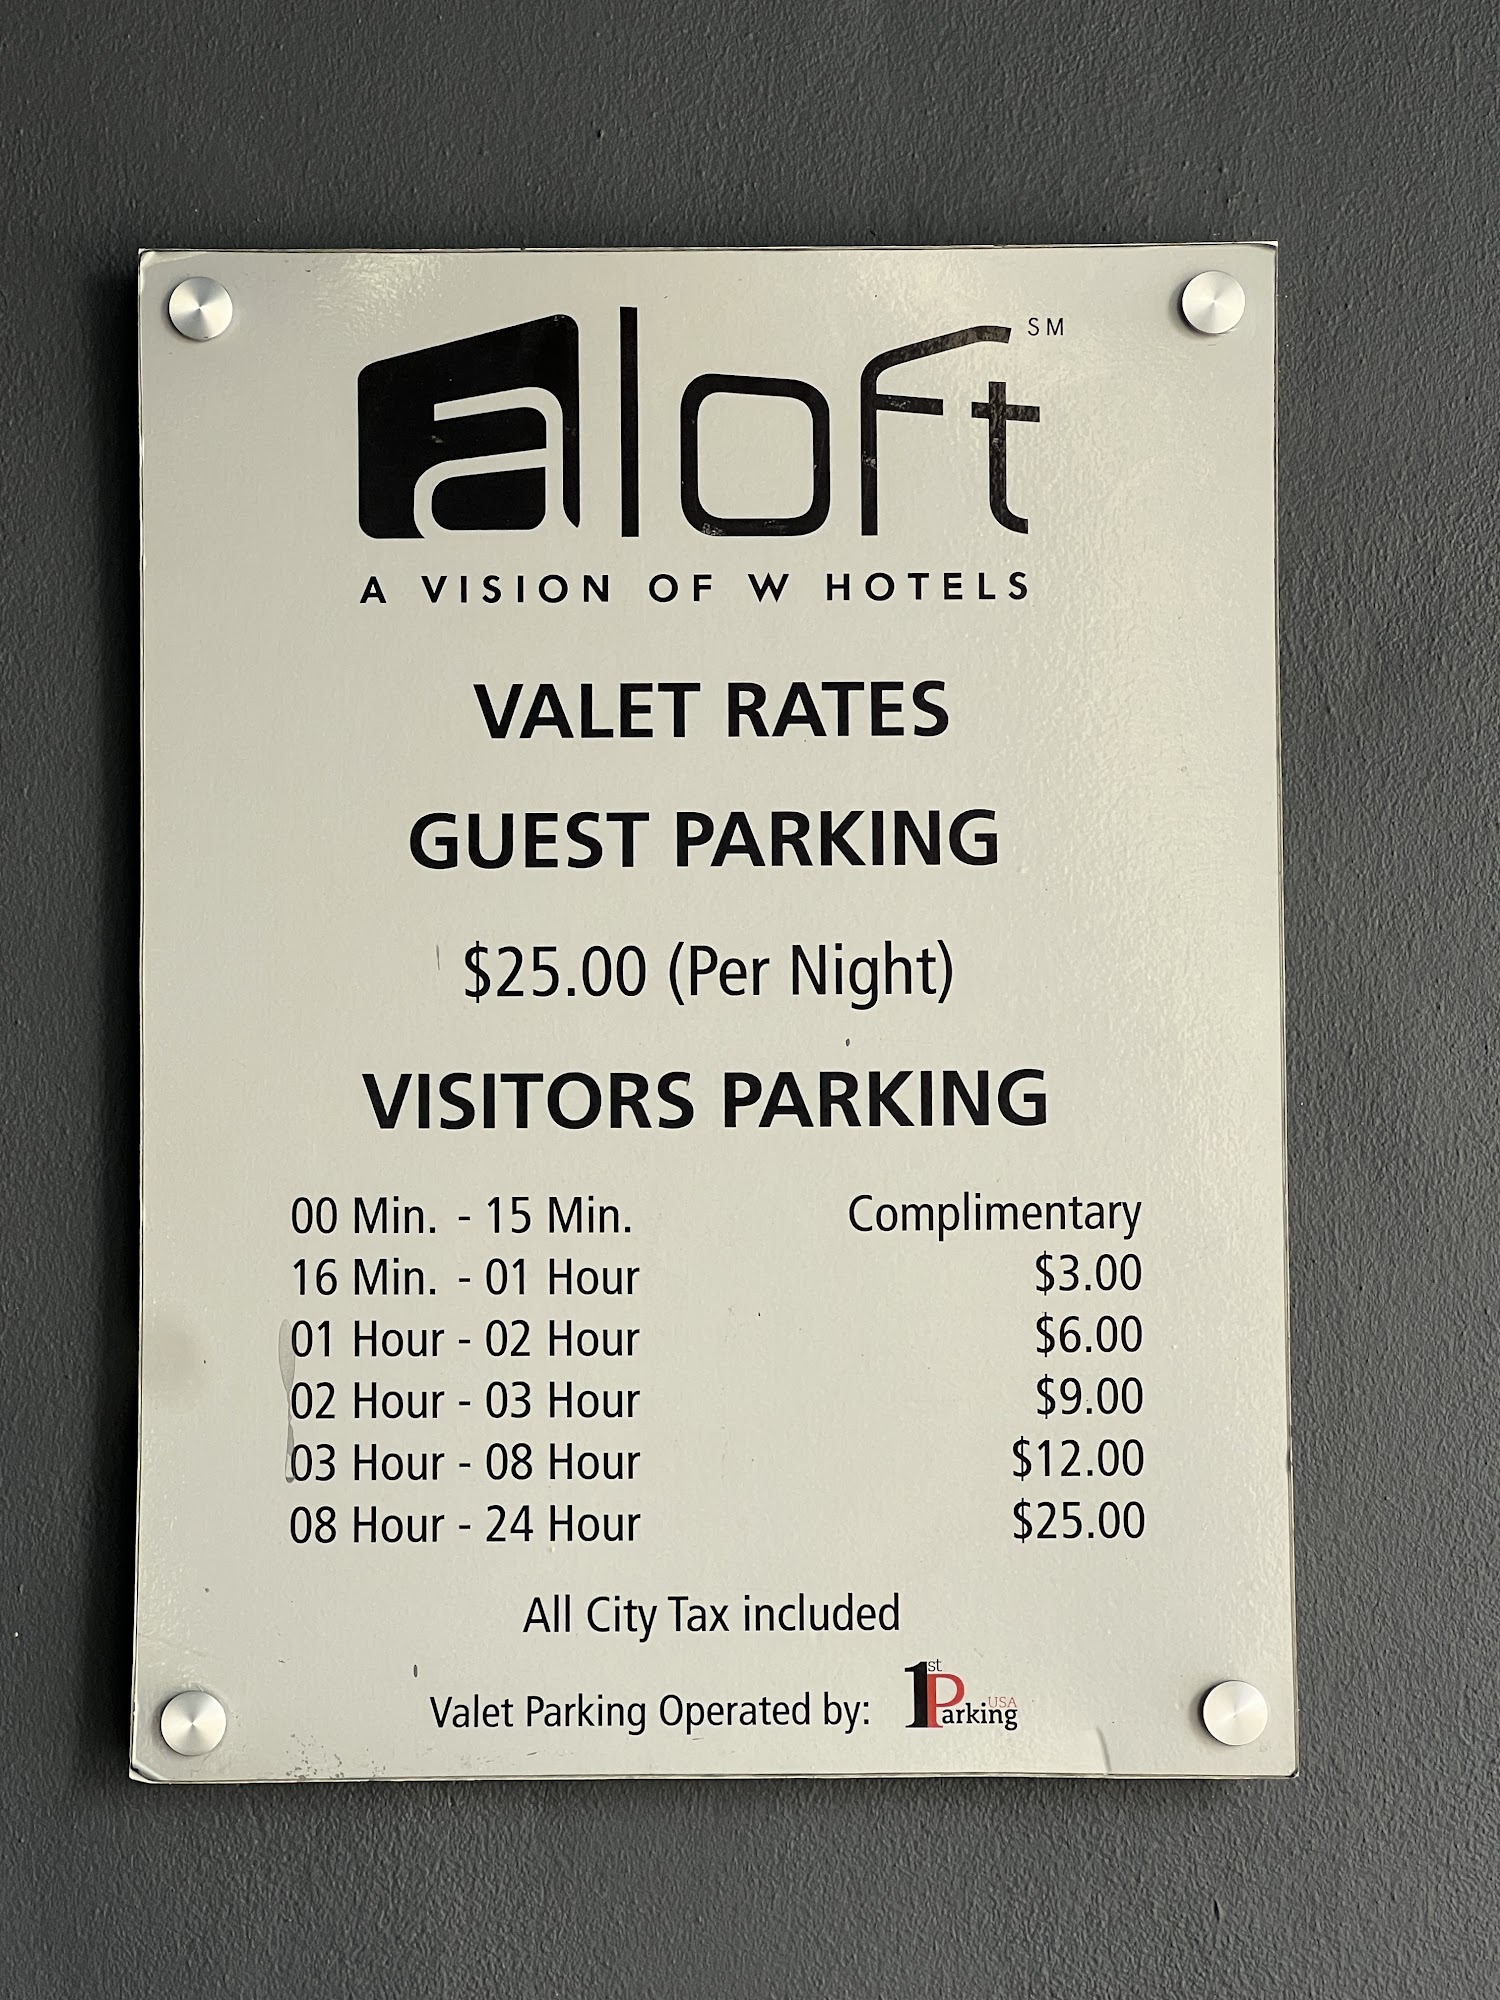 aloft SM
A VISION OF W HOTELS
VALET RATES
GUEST PARKING
$25.00 (Per Night)
VISITORS PARKING
00 Min. - 15 Min. Complimentary
16 Min. - 01 Hour $3.00
01 Hour - 02 Hour $6.00
02 Hour - 03 Hour $9.00
03 Hour - 08 Hour $12.00
08 Hour - 24 Hour $25.00
All City Tax included
Valet Parking Operated by: 1st Parking USA